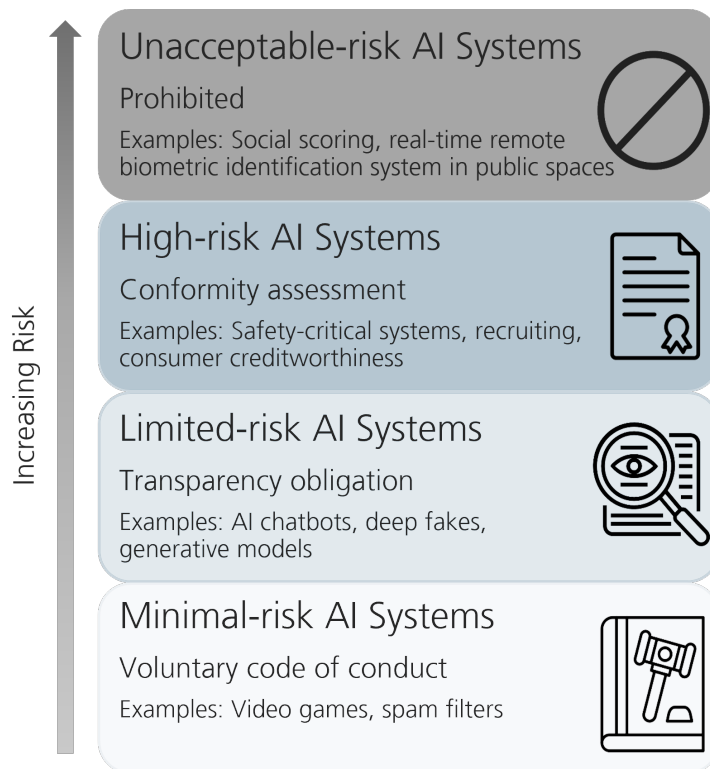 Unacceptable-risk AI Systems
Prohibited
Examples: Social scoring, real-time remote
biometric identification system in public spaces
High-risk AI Systems
Conformity assessment
Examples: Safety-critical systems, recruiting,
consumer creditworthiness
Limited-risk AI Systems
Transparency obligation
Examples: AI chatbots, deep fakes,
generative models
Minimal-risk AI Systems
Voluntary code of conduct
Examples: Video games, spam filters
Increasing Risk